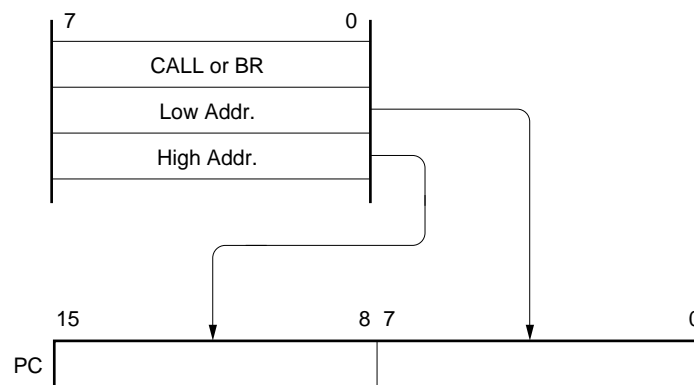 7 0
CALL or BR
Low Addr.
High Addr.
15 8 7 0
PC